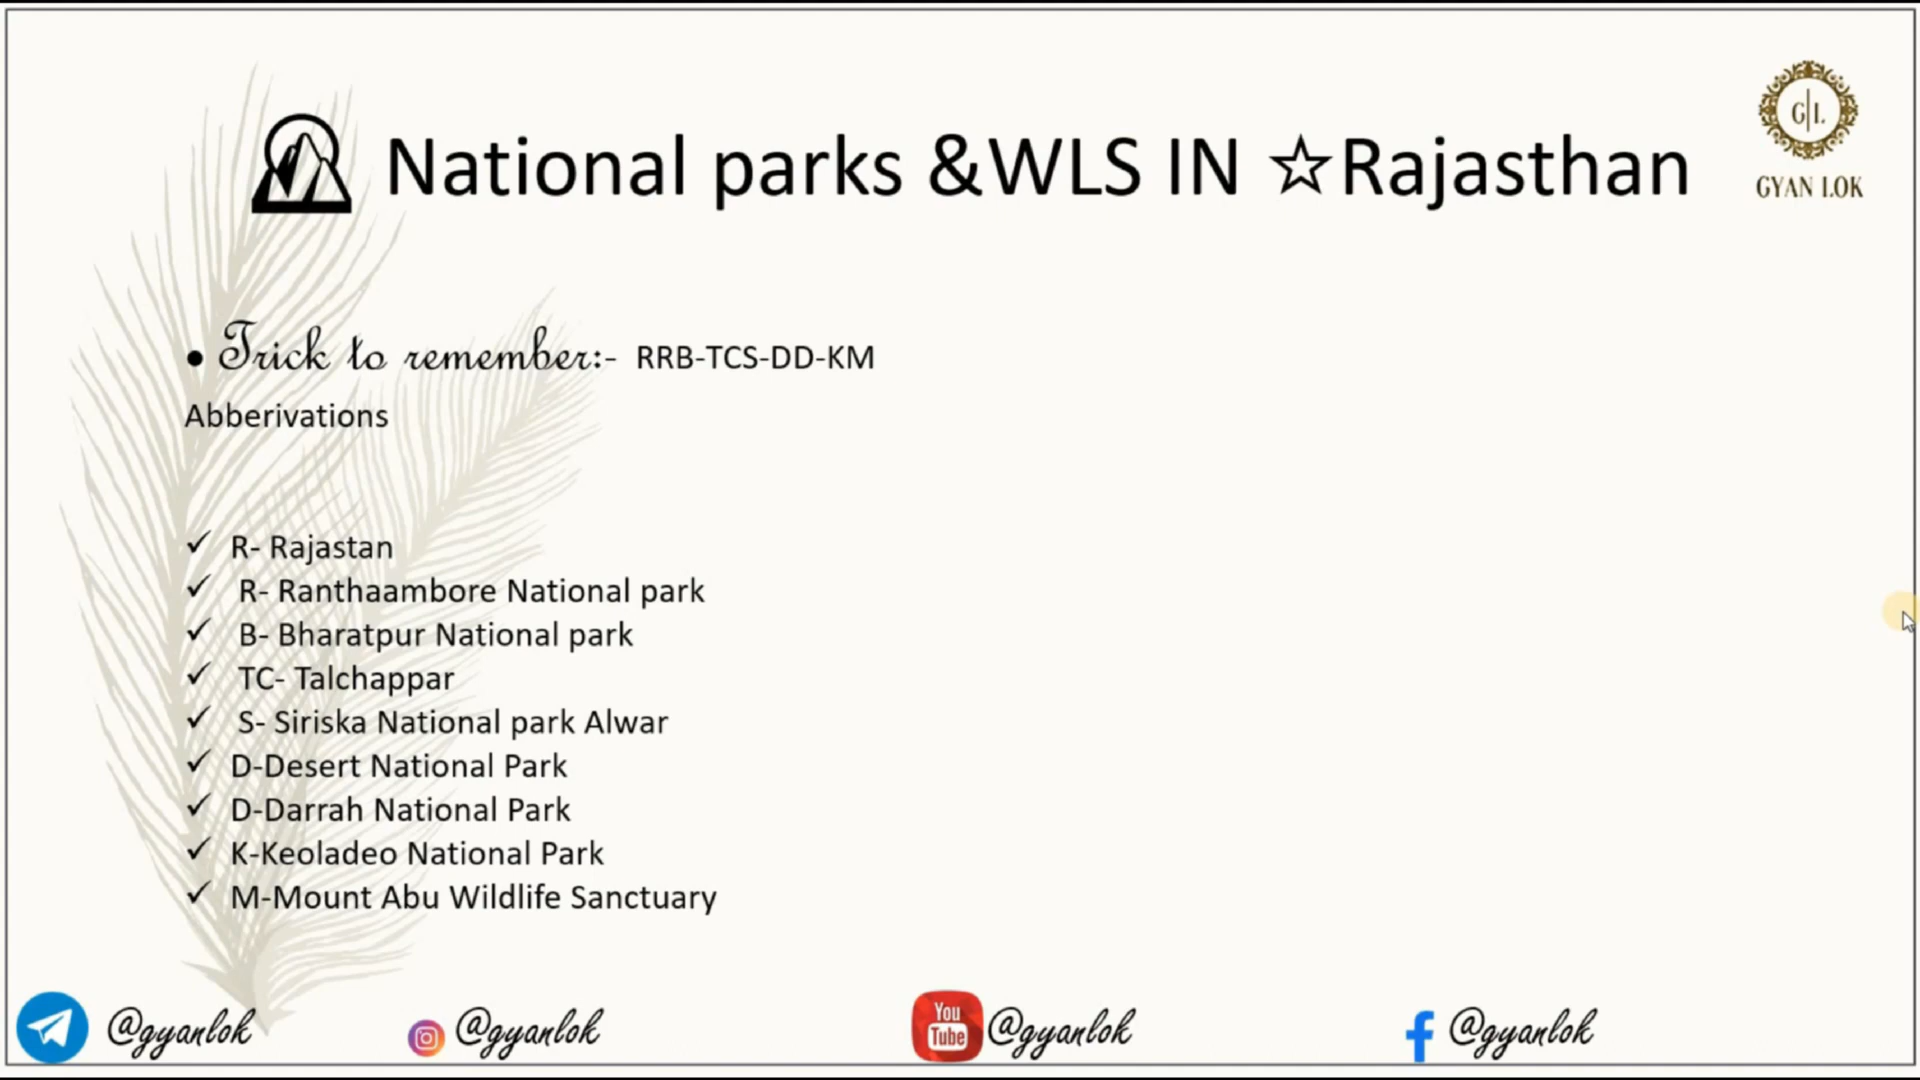 National parks &WLS IN ☆Rajasthan
G|L
GYAN LOK
• Trick to remember:- RRB-TCS-DD-KM
Abberivations
✓ R- Rajastan
✓ R- Ranthaambore National park
✓ B- Bharatpur National park
✓ TC- Talchappar
✓ S- Siriska National park Alwar
✓ D-Desert National Park
✓ D-Darrah National Park
✓ K-Keoladeo National Park
✓ M-Mount Abu Wildlife Sanctuary
@gyanlok
@gyanlok
You Tube @gyanlok
@gyanlok